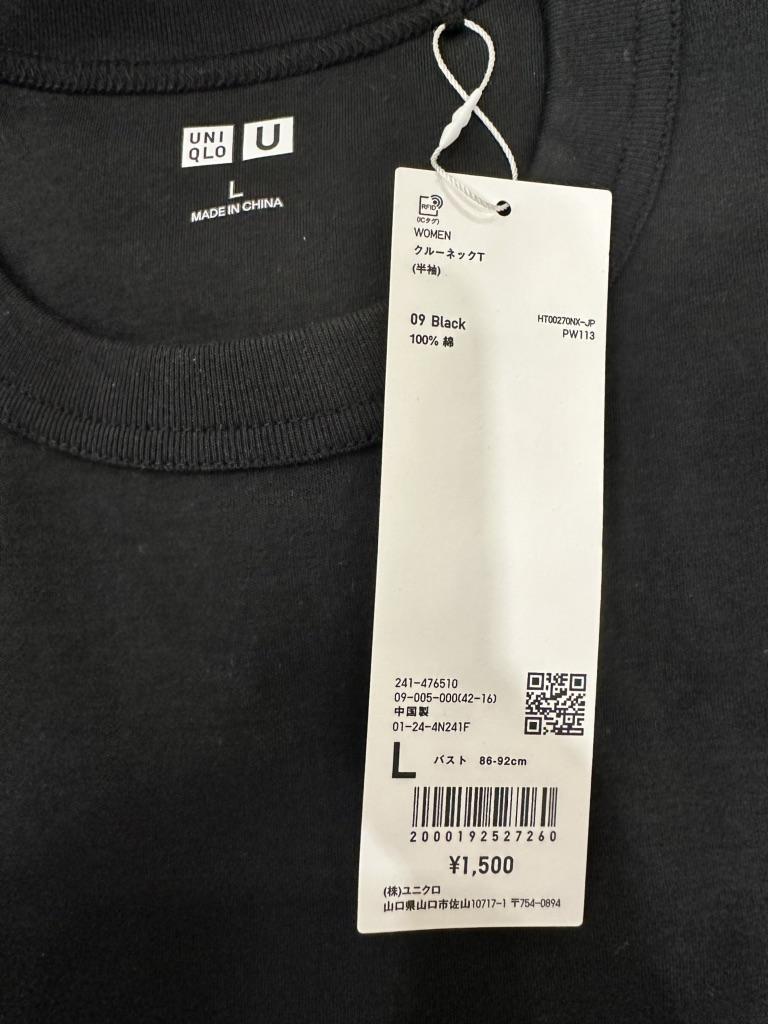 UNI
QLO
U
L
MADE IN CHINA
RFID
(ICタグ)
WOMEN
クルーネックT
(半袖)
09 Black
100% 綿
HT00270NX-JP
PW113
241-476510
09-005-000(42-16)
中国製
01-24-4N241F
L バスト 86-92cm
2000192527260
¥1,500
(株)ユニクロ
山口県山口市佐山10717-1 〒754-0894